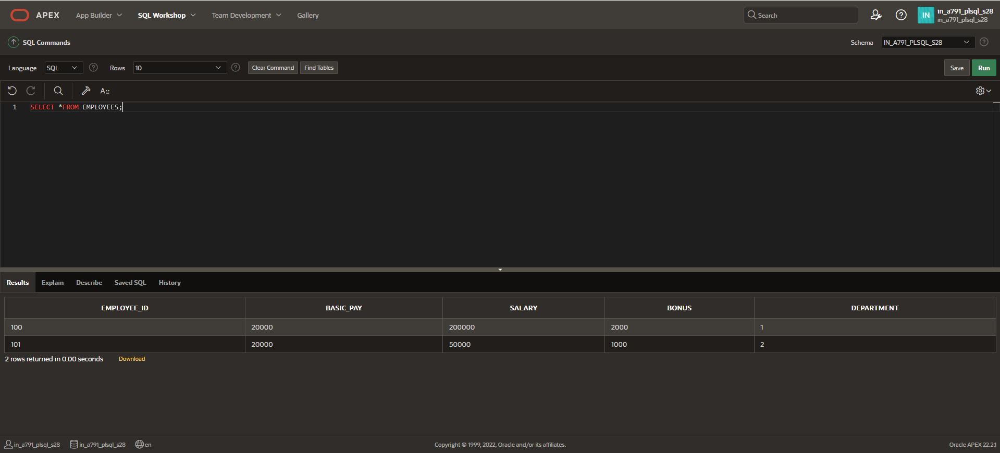 APEX App Builder SQL Workshop Team Development Gallery Search IN in_a791_plsql_s28
in_a791_plsql_s28
SQL Commands Schema IN_A791_PLSQL_S28
Language SQL Rows 10 Clear Command Find Tables Save Run
A::
1 SELECT *FROM EMPLOYEES;
Results Explain Describe Saved SQL History
EMPLOYEE_ID BASIC_PAY SALARY BONUS DEPARTMENT
100 20000 200000 2000 1
101 20000 50000 1000 2
2 rows returned in 0.00 seconds Download
in_a791_plsql_s28 in_a791_plsql_s28 en Copyright © 1999, 2022, Oracle and/or its affiliates. Oracle APEX 22.2.1